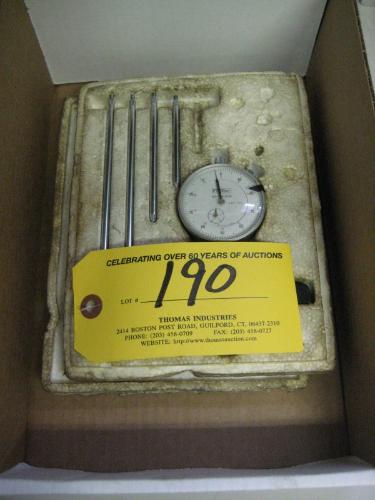 CELEBRATING OVER 60 YEARS OF AUCTIONS
LOT # 190
THOMAS INDUSTRIES
2414 BOSTON POST ROAD, GUILFORD, CT. 06437-2310
PHONE: (203) 458-0709 FAX: (203) 458-0727
WEBSITE: http://www.thomasauction.com